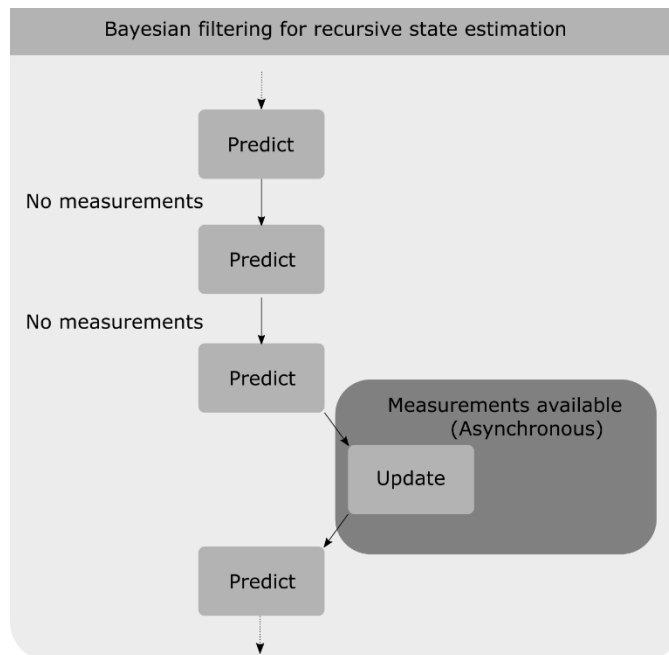 Bayesian filtering for recursive state estimation
Predict
No measurements
Predict
No measurements
Predict
Measurements available
(Asynchronous)
Update
Predict